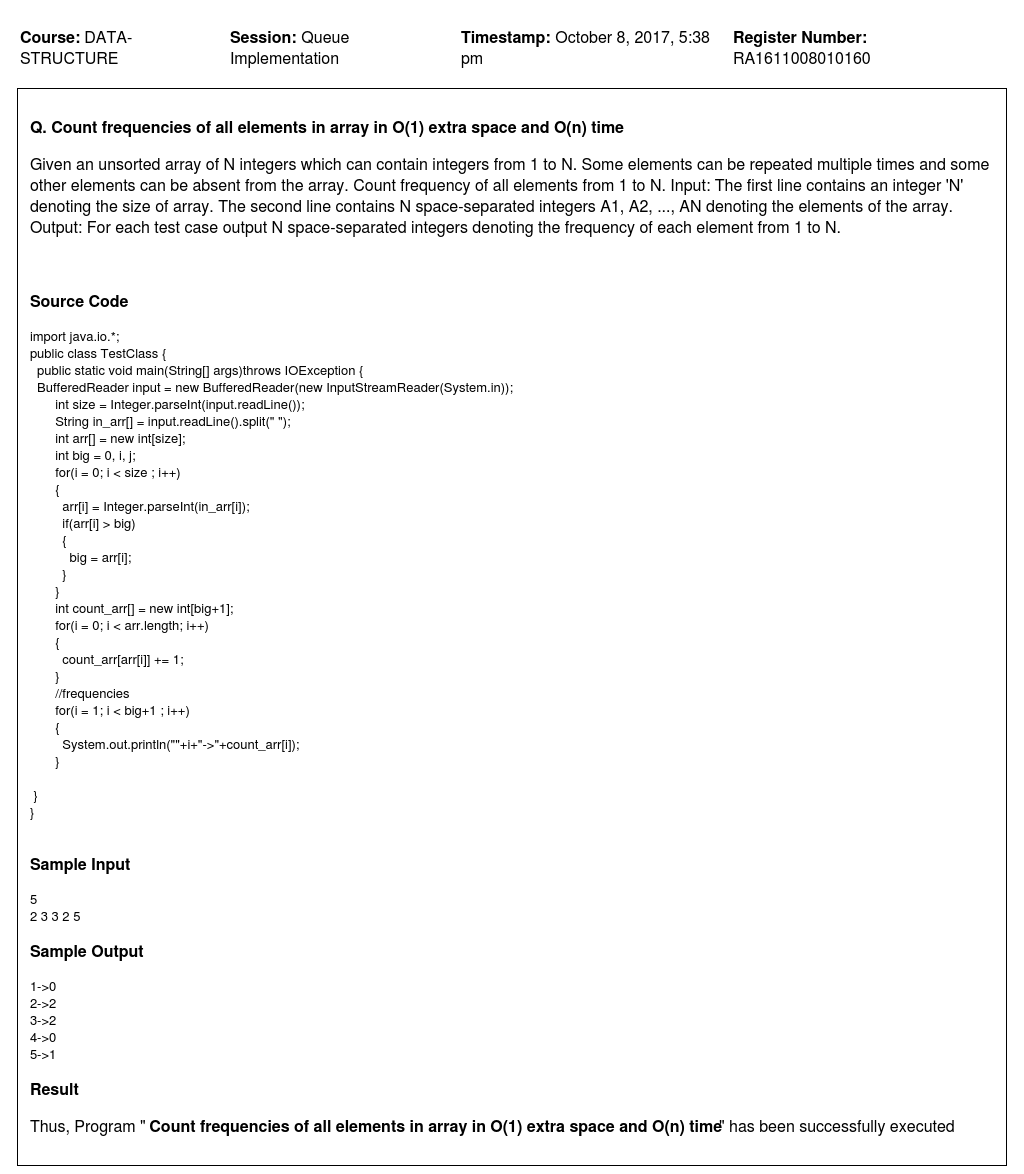 Course: DATA-STRUCTURE
Session: Queue Implementation
Timestamp: October 8, 2017, 5:38 pm
Register Number: RA1611008010160
Q. Count frequencies of all elements in array in O(1) extra space and O(n) time
Given an unsorted array of N integers which can contain integers from 1 to N. Some elements can be repeated multiple times and some
other elements can be absent from the array. Count frequency of all elements from 1 to N. Input: The first line contains an integer 'N'
denoting the size of array. The second line contains N space-separated integers A1, A2, ..., AN denoting the elements of the array.
Output: For each test case output N space-separated integers denoting the frequency of each element from 1 to N.
Source Code
import java.io.*;
public class TestClass {
public static void main(String[] args)throws IOException {
BufferedReader input = new BufferedReader(new InputStreamReader(System.in));
int size = Integer.parseInt(input.readLine());
String in_arr[] = input.readLine().split(" ");
int arr[] = new int[size];
int big = 0, i, j;
for(i = 0; i < size ; i++)
{
arr[i] = Integer.parseInt(in_arr[i]);
if(arr[i] > big)
{
big = arr[i];
}
}
int count_arr[] = new int[big+1];
for(i = 0; i < arr.length; i++)
{
count_arr[arr[i]] += 1;
}
//frequencies
for(i = 1; i < big+1 ; i++)
{
System.out.println(""+i+"->"+count_arr[i]);
}
}
}
Sample Input
5
2 3 3 2 5
Sample Output
1->0
2->2
3->2
4->0
5->1
Result
Thus, Program " Count frequencies of all elements in array in O(1) extra space and O(n) time" has been successfully executed